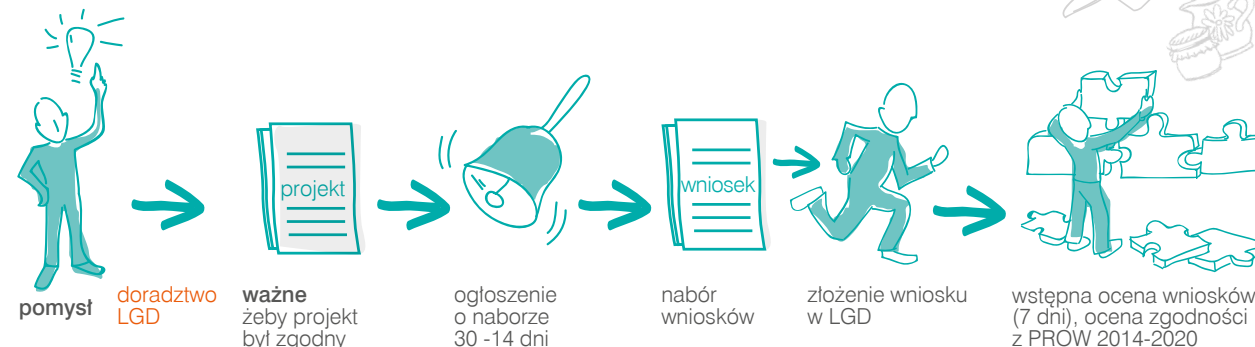 projekt
wniosek
pomysł
doradztwo
LGD
ważne
żeby projekt
był zgodny
ogłoszenie
o naborze
30 -14 dni
nabór
wniosków
złożenie wniosku
w LGD
wstępna ocena wniosków
(7 dni), ocena zgodności
z PROW 2014-2020